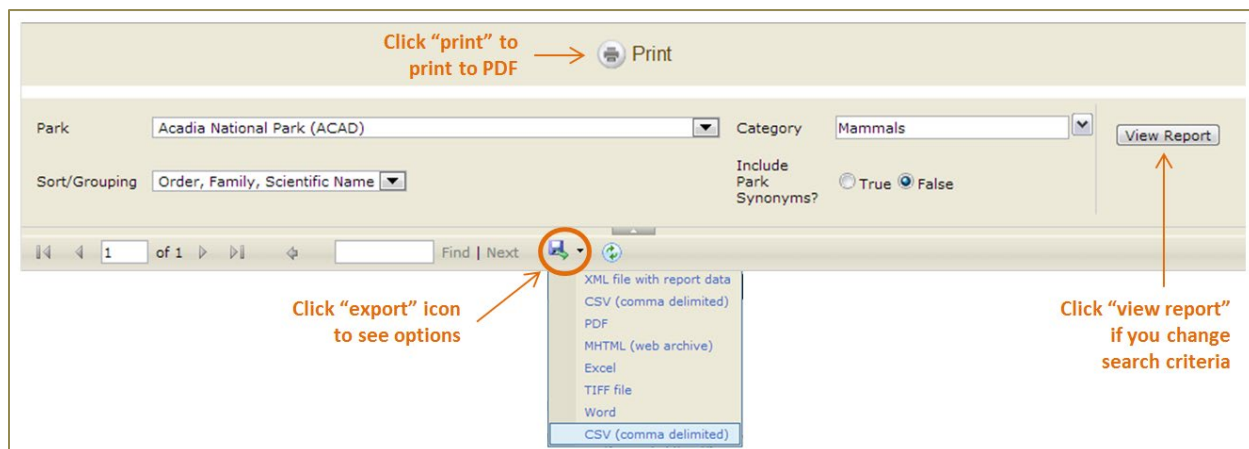 Click “print” to
print to PDF
Print
Park
Acadia National Park (ACAD)
Category
Mammals
View Report
Sort/Grouping
Order, Family, Scientific Name
Include
Park
Synonyms?
True
False
1
of 1
Find | Next
Click “export” icon
to see options
XML file with report data
CSV (comma delimited)
PDF
MHTML (web archive)
Excel
TIFF file
Word
CSV (comma delimited)
Click “view report”
if you change
search criteria